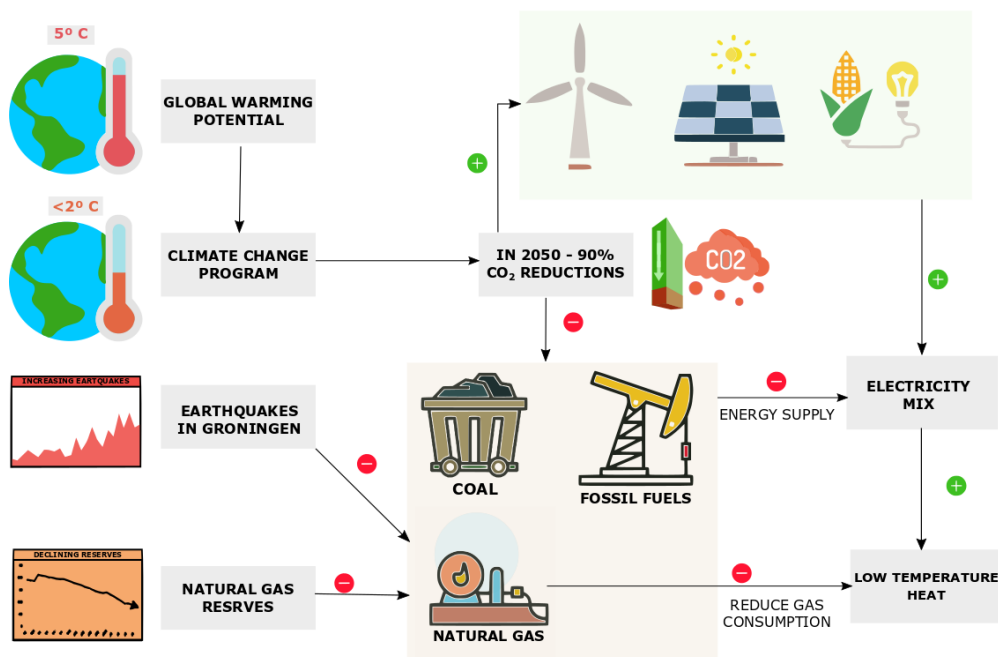 5º C
GLOBAL WARMING
POTENTIAL
<2º C
CLIMATE CHANGE
PROGRAM
IN 2050 - 90%
CO₂ REDUCTIONS
CO2
INCREASING EARTQUAKES
EARTHQUAKES
IN GRONINGEN
COAL
FOSSIL FUELS
ENERGY SUPPLY
ELECTRICITY
MIX
DECLINING RESERVES
NATURAL GAS
RESRVES
NATURAL GAS
REDUCE GAS
CONSUMPTION
LOW TEMPERATURE
HEAT